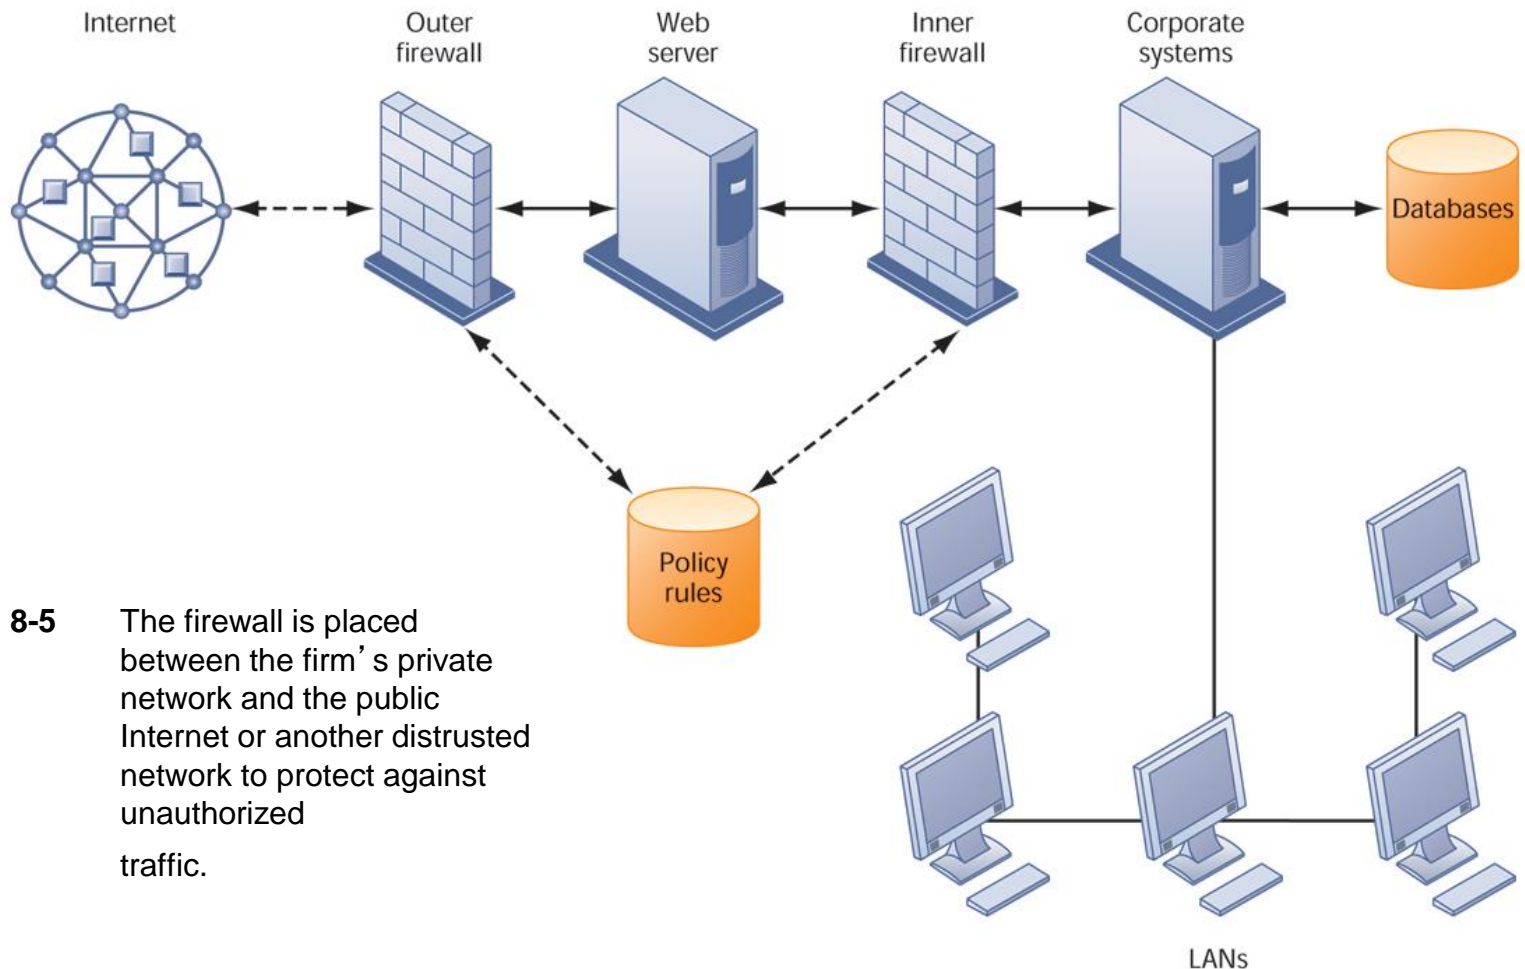 Internet
Outer
firewall
Web
server
Inner
firewall
Corporate
systems
Databases
Policy
rules
8-5 The firewall is placed
between the firm’s private
network and the public
Internet or another distrusted
network to protect against
unauthorized
traffic.
LANs